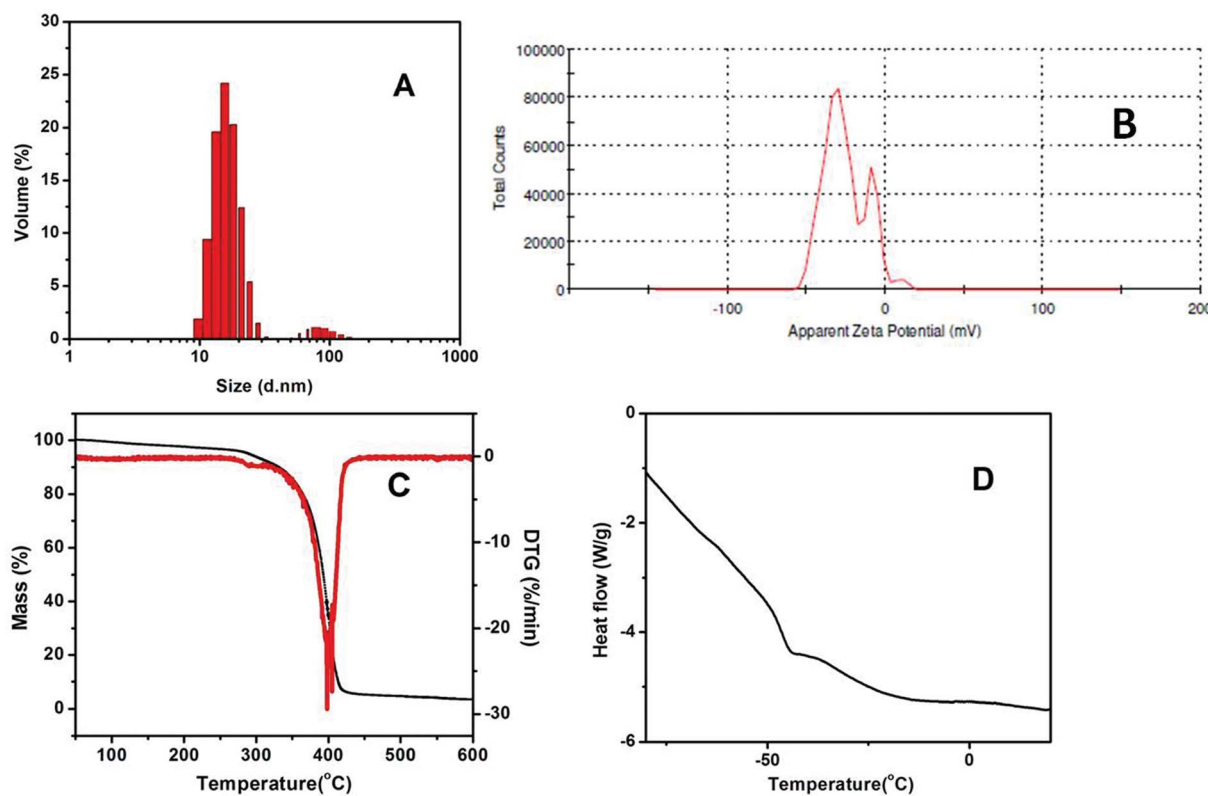 A
Volume (%)
30
25
20
15
10
5
0
1 10 100 1000
Size (d.nm)
B
Total Counts
100000
80000
60000
40000
20000
0
-100 0 100 200
Apparent Zeta Potential (mV)
C
Mass (%)
100
80
60
40
20
0
DTG (%/min)
0
-10
-20
-30
100 200 300 400 500 600
Temperature(°C)
D
Heat flow (W/g)
0
-2
-4
-6
-50 0
Temperature(°C)